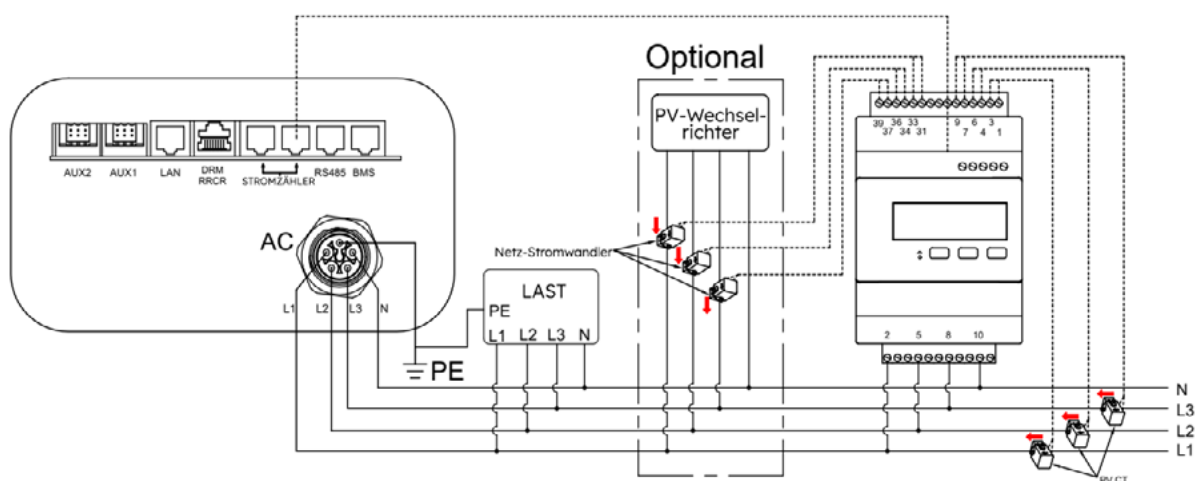 Optional
PV-Wechsel-
richter
39 36 33 9 6 3
37 34 31 7 4 1
AUX2 AUX1 LAN DRM
RRCR STROMZÄHLER RS485 BMS
AC
L1 L2 L3 N
Netz-Stromwandler
LAST
PE
L1 L2 L3 N
PE
2 5 8 10
N
L3
L2
L1
PV CT